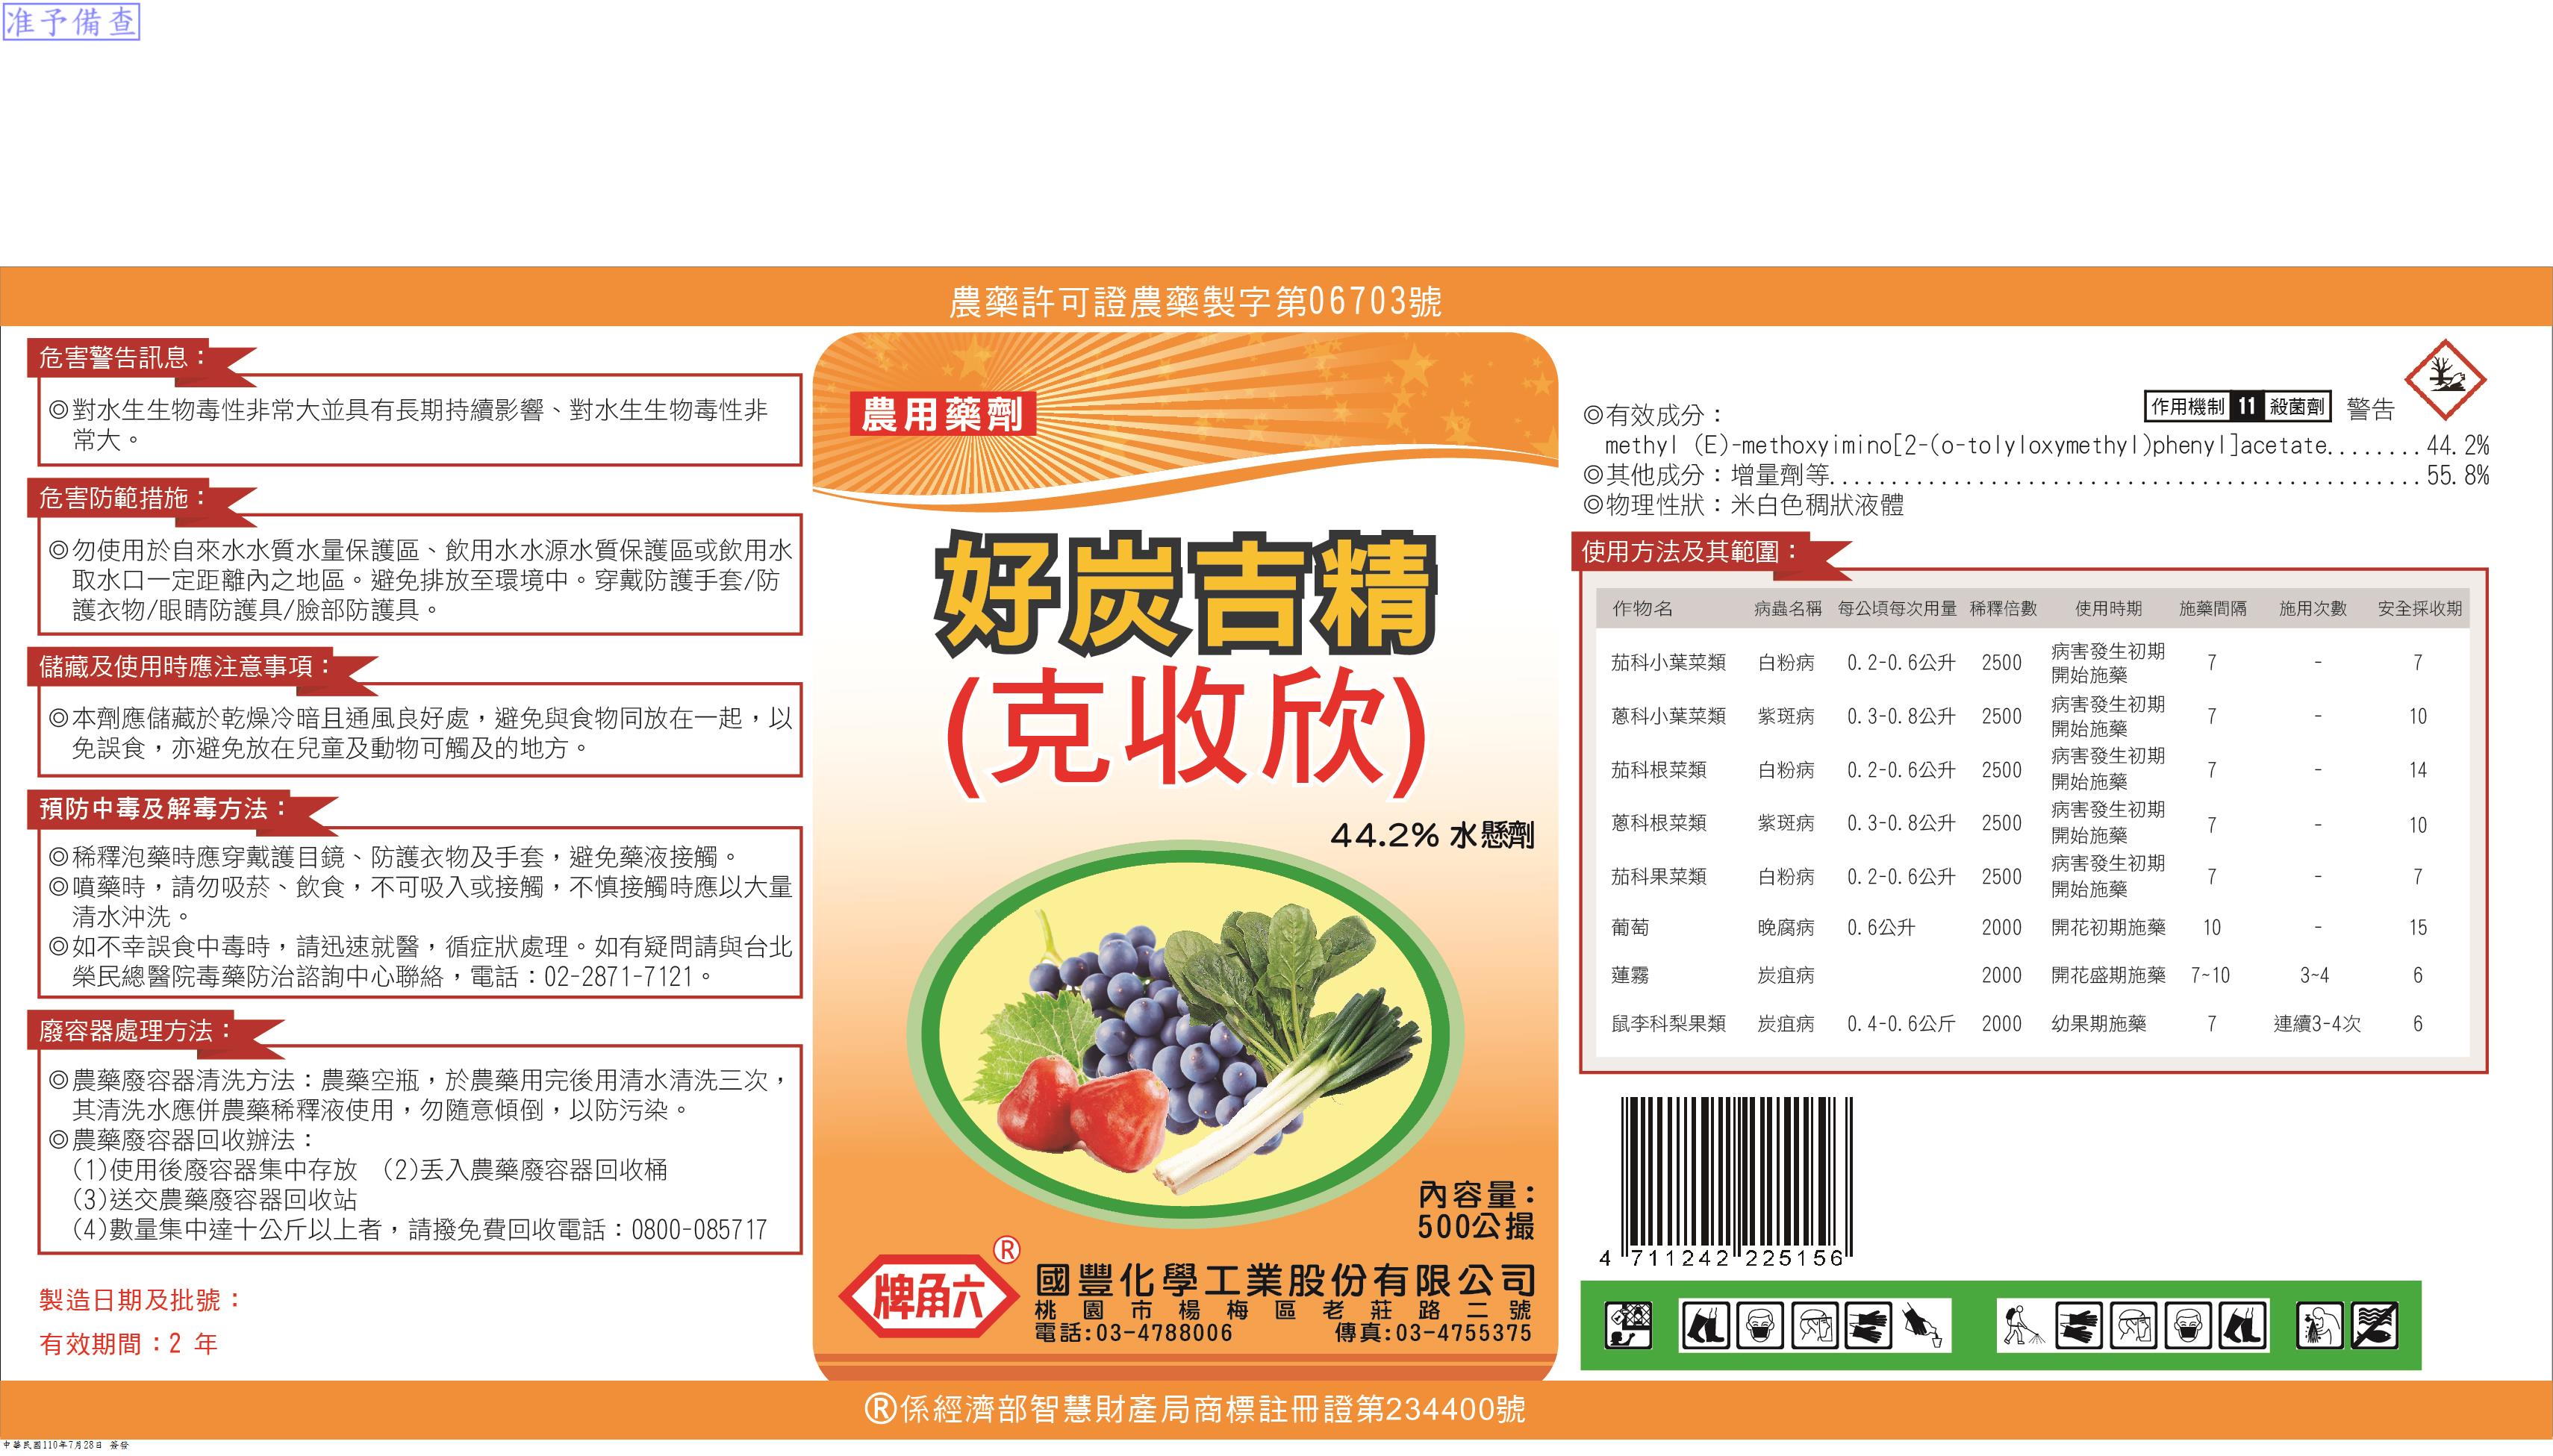 准予備查
農藥許可證農藥製字第06703號
危害警告訊息：
◎對水生生物毒性非常大並具有長期持續影響、對水生生物毒性非
常大。
危害防範措施：
◎勿使用於自來水水質水量保護區、飲用水水源水質保護區或飲用水
取水口一定距離內之地區。避免排放至環境中。穿戴防護手套/防
護衣物/眼睛防護具/臉部防護具。
儲藏及使用時應注意事項：
◎本劑應儲藏於乾燥冷暗且通風良好處，避免與食物同放在一起，以
免誤食，亦避免放在兒童及動物可觸及的地方。
預防中毒及解毒方法：
◎稀釋泡藥時應穿戴護目鏡、防護衣物及手套，避免藥液接觸。
◎噴藥時，請勿吸菸、飲食，不可吸入或接觸，不慎接觸時應以大量
清水沖洗。
◎如不幸誤食中毒時，請迅速就醫，循症狀處理。如有疑問請與台北
榮民總醫院毒藥防治諮詢中心聯絡，電話：02-2871-7121。
廢容器處理方法：
◎農藥廢容器清洗方法：農藥空瓶，於農藥用完後用清水清洗三次，
其清洗水應併農藥稀釋液使用，勿隨意傾倒，以防污染。
◎農藥廢容器回收辦法：
(1)使用後廢容器集中存放 (2)丟入農藥廢容器回收桶
(3)送交農藥廢容器回收站
(4)數量集中達十公斤以上者，請撥免費回收電話：0800-085717
製造日期及批號：
有效期間：2 年
農用藥劑
好炭吉精
(克收欣)
44.2% 水懸劑
內容量：
500公撮
牌角六 ®
國豐化學工業股份有限公司
桃園市楊梅區老莊路二號
電話:03-4788006 傳真:03-4755375
作用機制 11 殺菌劑 警告
◎有效成分：
methyl (E)-methoxyimino[2-(o-tolyloxymethyl)phenyl]acetate........44.2%
◎其他成分：增量劑等................................................55.8%
◎物理性狀：米白色稠狀液體
使用方法及其範圍：
作物名 病蟲名稱 每公頃每次用量 稀釋倍數 使用時期 施藥間隔 施用次數 安全採收期
茄科小葉菜類 白粉病 0.2-0.6公升 2500 病害發生初期開始施藥 7 - 7
蔥科小葉菜類 紫斑病 0.3-0.8公升 2500 病害發生初期開始施藥 7 - 10
茄科根菜類 白粉病 0.2-0.6公升 2500 病害發生初期開始施藥 7 - 14
蔥科根菜類 紫斑病 0.3-0.8公升 2500 病害發生初期開始施藥 7 - 10
茄科果菜類 白粉病 0.2-0.6公升 2500 病害發生初期開始施藥 7 - 7
葡萄 晚腐病 0.6公升 2000 開花初期施藥 10 - 15
蓮霧 炭疽病 2000 開花盛期施藥 7~10 3~4 6
鼠李科梨果類 炭疽病 0.4-0.6公斤 2000 幼果期施藥 7 連續3-4次 6
4 711242 225156
®係經濟部智慧財產局商標註冊證第234400號
中華民國110年7月28日 簽發